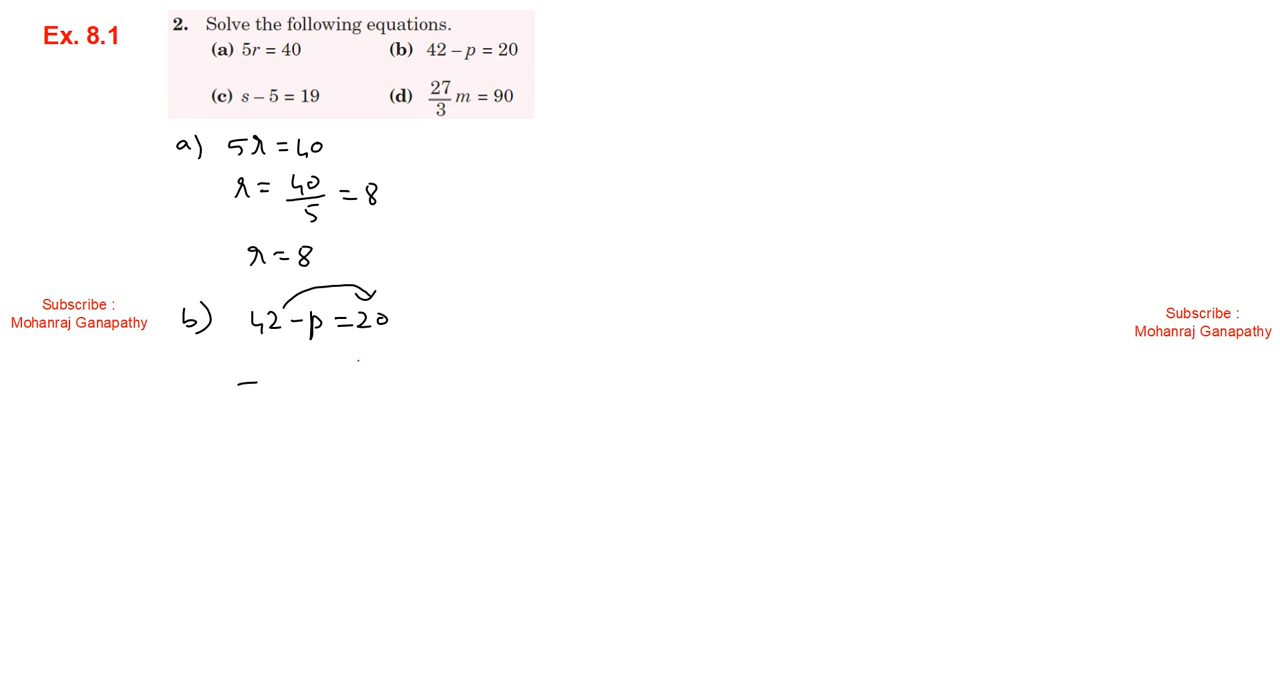 Ex. 8.1
2. Solve the following equations.
(a) 5r = 40 (b) 42 – p = 20
(c) s – 5 = 19 (d) 27/3 m = 90
a) 5r = 40
r = 40/5 = 8
r = 8
Subscribe :
Mohanraj Ganapathy
b) 42 – p = 20
–
Subscribe :
Mohanraj Ganapathy